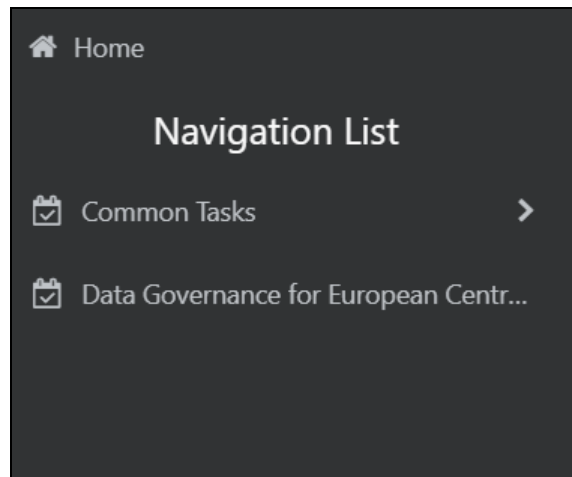 Home
Navigation List
Common Tasks
Data Governance for European Centr...